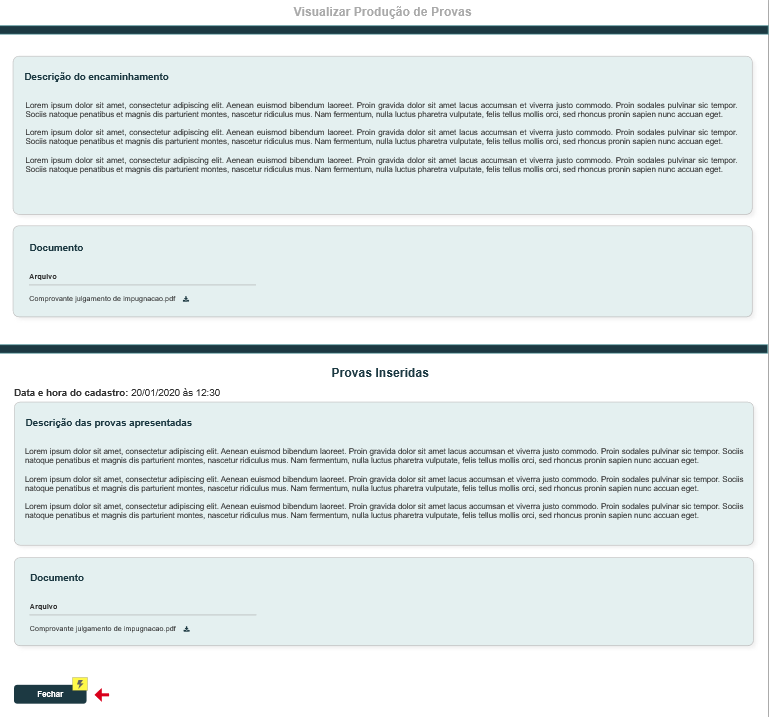 Visualizar Produção de Provas
Descrição do encaminhamento
Lorem ipsum dolor sit amet, consectetur adipiscing elit. Aenean euismod bibendum laoreet. Proin gravida dolor sit amet lacus accumsan et viverra justo commodo. Proin sodales pulvinar sic tempor.
Sociis natoque penatibus et magnis dis parturient montes, nascetur ridiculus mus. Nam fermentum, nulla luctus pharetra vulputate, felis tellus mollis orci, sed rhoncus pronin sapien nunc accuan eget.
Lorem ipsum dolor sit amet, consectetur adipiscing elit. Aenean euismod bibendum laoreet. Proin gravida dolor sit amet lacus accumsan et viverra justo commodo. Proin sodales pulvinar sic tempor.
Sociis natoque penatibus et magnis dis parturient montes, nascetur ridiculus mus. Nam fermentum, nulla luctus pharetra vulputate, felis tellus mollis orci, sed rhoncus pronin sapien nunc accuan eget.
Lorem ipsum dolor sit amet, consectetur adipiscing elit. Aenean euismod bibendum laoreet. Proin gravida dolor sit amet lacus accumsan et viverra justo commodo. Proin sodales pulvinar sic tempor.
Sociis natoque penatibus et magnis dis parturient montes, nascetur ridiculus mus. Nam fermentum, nulla luctus pharetra vulputate, felis tellus mollis orci, sed rhoncus pronin sapien nunc accuan eget.
Documento
Arquivo
Comprovante julgamento de impugnacao.pdf
Provas Inseridas
Data e hora do cadastro: 20/01/2020 às 12:30
Descrição das provas apresentadas
Lorem ipsum dolor sit amet, consectetur adipiscing elit. Aenean euismod bibendum laoreet. Proin gravida dolor sit amet lacus accumsan et viverra justo commodo. Proin sodales pulvinar sic tempor. Sociis
natoque penatibus et magnis dis parturient montes, nascetur ridiculus mus. Nam fermentum, nulla luctus pharetra vulputate, felis tellus mollis orci, sed rhoncus pronin sapien nunc accuan eget.
Lorem ipsum dolor sit amet, consectetur adipiscing elit. Aenean euismod bibendum laoreet. Proin gravida dolor sit amet lacus accumsan et viverra justo commodo. Proin sodales pulvinar sic tempor. Sociis
natoque penatibus et magnis dis parturient montes, nascetur ridiculus mus. Nam fermentum, nulla luctus pharetra vulputate, felis tellus mollis orci, sed rhoncus pronin sapien nunc accuan eget.
Lorem ipsum dolor sit amet, consectetur adipiscing elit. Aenean euismod bibendum laoreet. Proin gravida dolor sit amet lacus accumsan et viverra justo commodo. Proin sodales pulvinar sic tempor. Sociis
natoque penatibus et magnis dis parturient montes, nascetur ridiculus mus. Nam fermentum, nulla luctus pharetra vulputate, felis tellus mollis orci, sed rhoncus pronin sapien nunc accuan eget.
Documento
Arquivo
Comprovante julgamento de impugnacao.pdf
Fechar